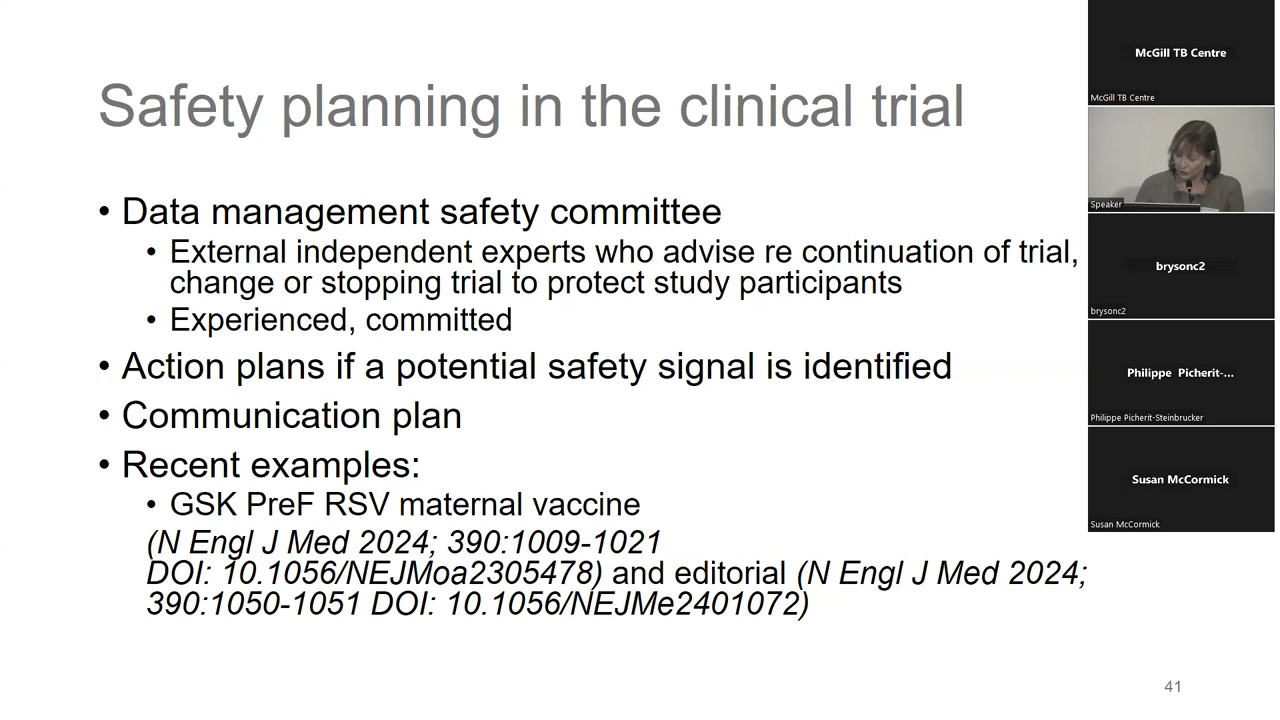 Safety planning in the clinical trial
• Data management safety committee
• External independent experts who advise re continuation of trial,
change or stopping trial to protect study participants
• Experienced, committed
• Action plans if a potential safety signal is identified
• Communication plan
• Recent examples:
• GSK PreF RSV maternal vaccine
(N Engl J Med 2024; 390:1009-1021
DOI: 10.1056/NEJMoa2305478) and editorial (N Engl J Med 2024;
390:1050-1051 DOI: 10.1056/NEJMe2401072)
41
McGill TB Centre
McGill TB Centre
Speaker
brysonc2
brysonc2
Philippe Picherit-...
Philippe Picherit-Steinbrucker
Susan McCormick
Susan McCormick